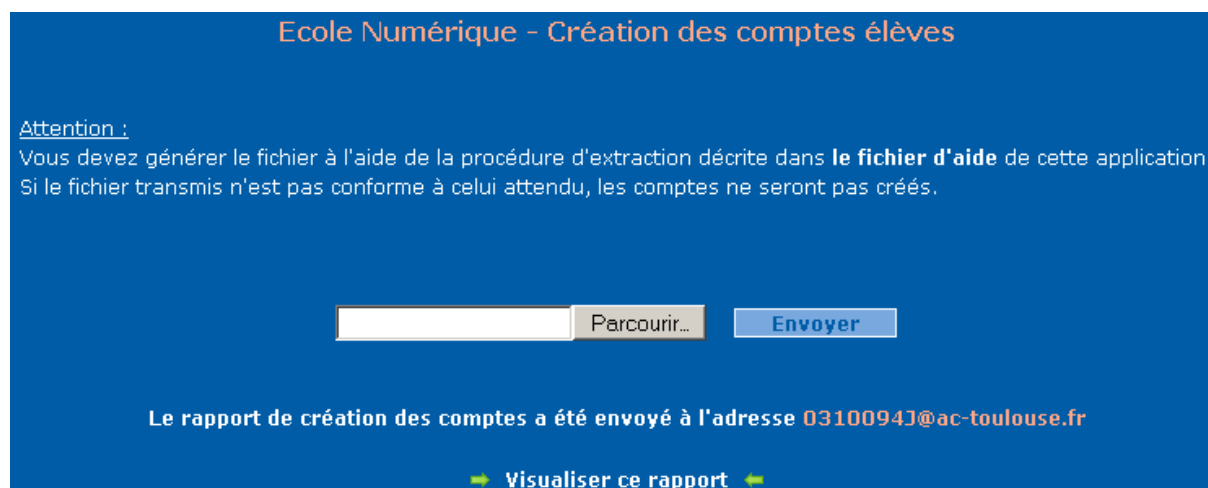 Ecole Numérique - Création des comptes élèves
Attention :
Vous devez générer le fichier à l'aide de la procédure d'extraction décrite dans le fichier d'aide de cette application
Si le fichier transmis n'est pas conforme à celui attendu, les comptes ne seront pas créés.
Parcourir... Envoyer
Le rapport de création des comptes a été envoyé à l'adresse 0310094J@ac-toulouse.fr
Visualiser ce rapport